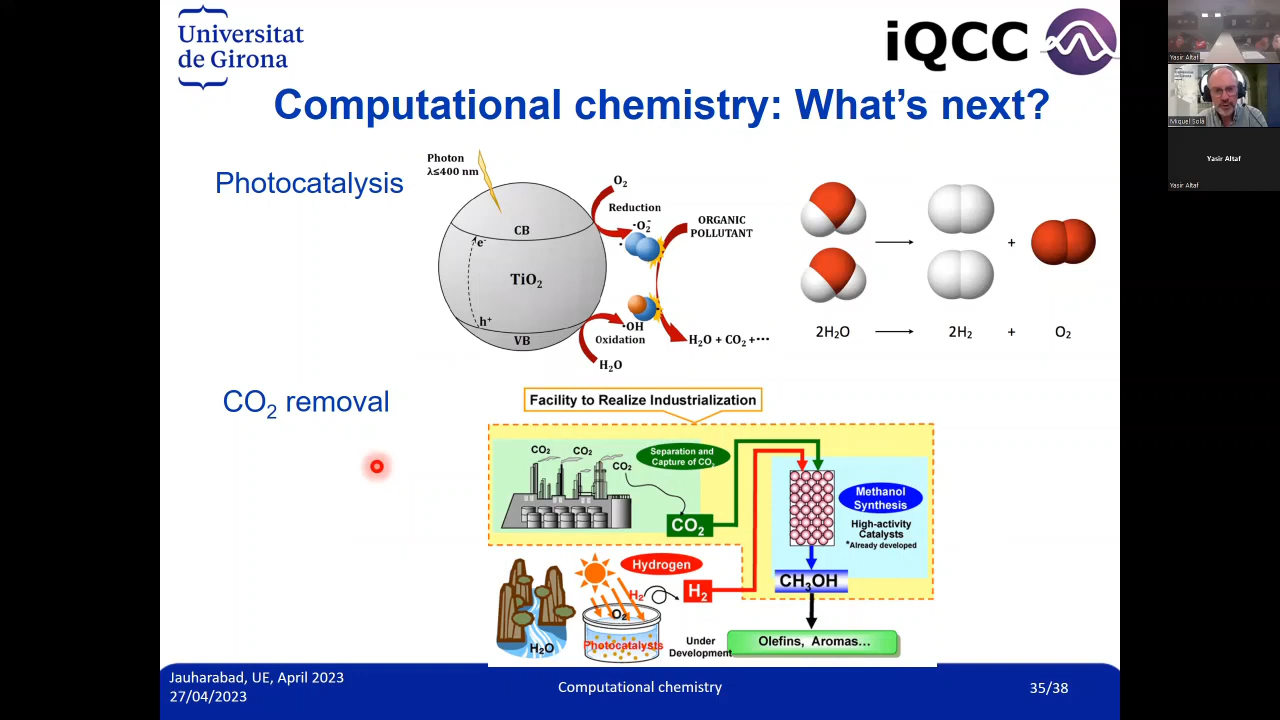 Universitat
de Girona
iQCC
Computational chemistry: What's next?
Photocatalysis
Photon
λ≤400 nm
CB
e⁻
TiO₂
h⁺
VB
O₂
Reduction
·O₂⁻
ORGANIC
POLLUTANT
·OH
Oxidation
H₂O
H₂O + CO₂ +···
+
2H₂O
2H₂
+
O₂
CO₂ removal
Facility to Realize Industrialization
CO₂
CO₂
CO₂
Separation and
Capture of CO₂
CO₂
Methanol
Synthesis
High-activity
Catalysts
*Already developed
Hydrogen
H₂
H₂
O₂
H₂O
Photocatalysts
CH₃OH
Under
Development
Olefins, Aromas...
Jauharabad, UE, April 2023
27/04/2023
Computational chemistry
35/38
Yasir Altaf
Miquel Solà
Yasir Altaf
Yasir Altaf